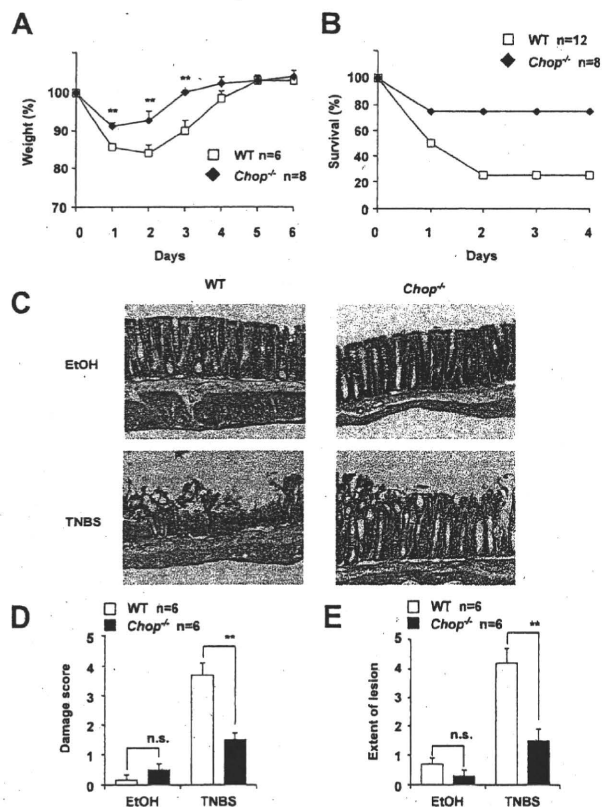 A
Weight (%)
110
100
90
80
70
** ** **
WT n=6
Chop-/- n=8
0 1 2 3 4 5 6
Days
B
Survival (%)
120
100
80
60
40
20
0
WT n=12
Chop-/- n=8
0 1 2 3 4
Days
C
WT Chop-/-
EtOH
TNBS
D
WT n=6
Chop-/- n=6
Damage score
5
4
3
2
1
0
n.s.
**
EtOH TNBS
E
WT n=6
Chop-/- n=6
Extent of lesion
5
4
3
2
1
0
n.s.
**
EtOH TNBS